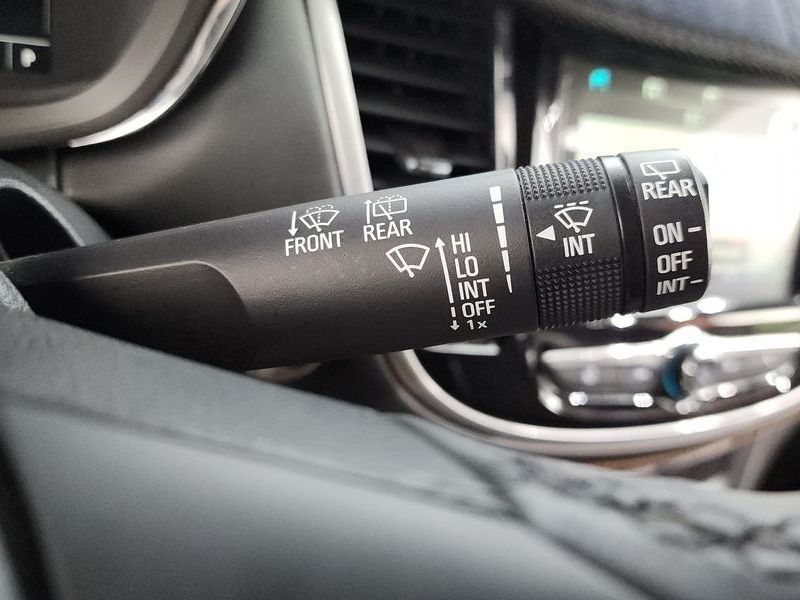 P
FRONT
REAR
HI
LO
INT
OFF
1x
INT
REAR
ON
OFF
INT